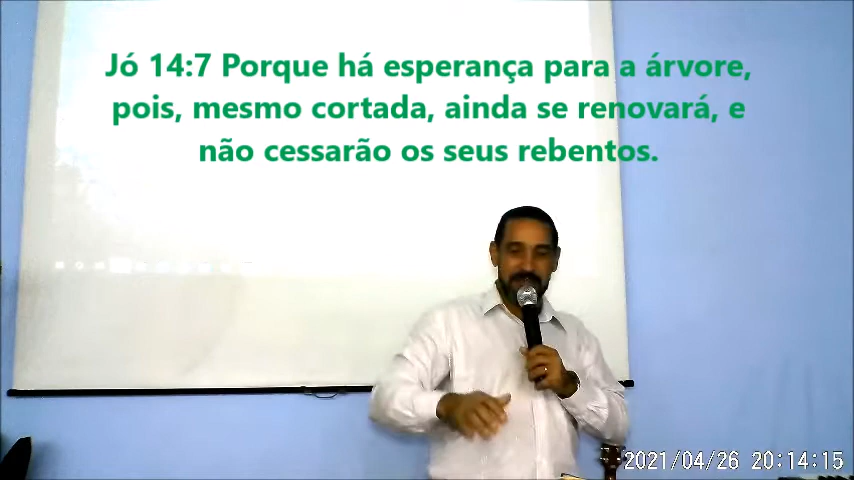 Jó 14:7 Porque há esperança para a árvore,
pois, mesmo cortada, ainda se renovará, e
não cessarão os seus rebentos.
2021/04/26 20:14:15